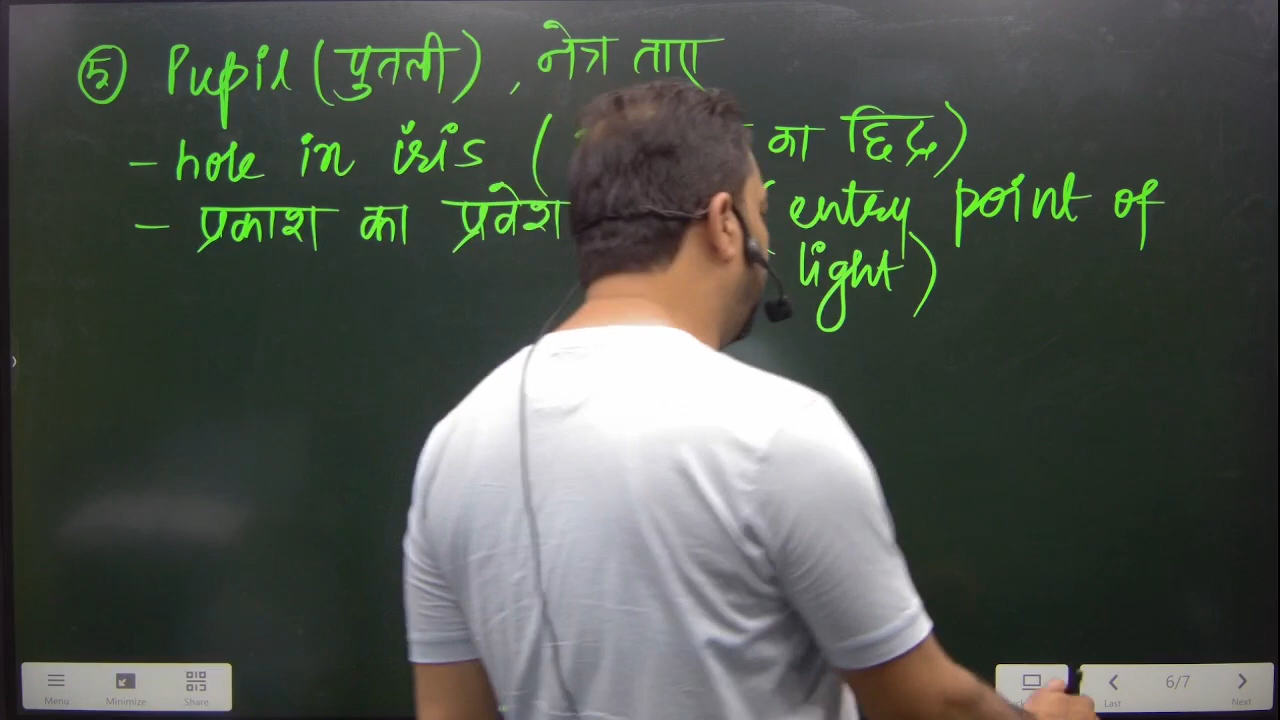 ⑤ Pupil (पुतली) , नेत्र तारा
- hole in iris ( का छिद्र)
- प्रकाश का प्रवेश (entry point of
light)
Menu Minimize Share 6/7 Last Next